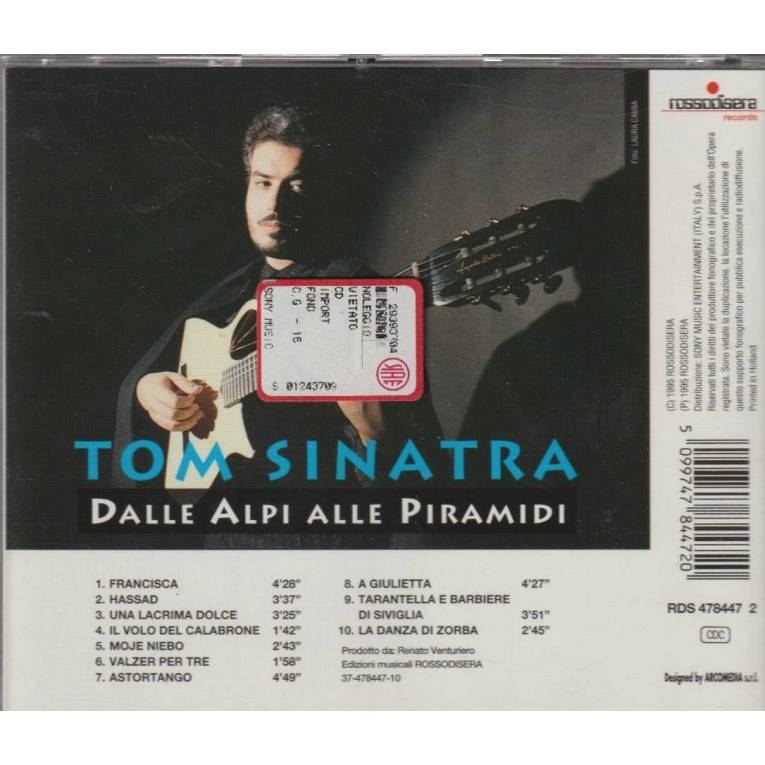 TOM SINATRA
DALLE ALPI ALLE PIRAMIDI
1. FRANCISCA 4'28"
2. HASSAD 3'37"
3. UNA LACRIMA DOLCE 3'25"
4. IL VOLO DEL CALABRONE 1'42"
5. MOJE NIEBO 2'43"
6. VALZER PER TRE 1'58"
7. ASTORTANGO 4'49"
8. A GIULIETTA 4'27"
9. TARANTELLA E BARBIERE
DI SIVIGLIA 3'51"
10. LA DANZA DI ZORBA 2'45"
Prodotto da: Renato Venturiero
Edizioni musicali ROSSODISERA
37-478447-10
F 29393704
NOLEGGIO
VIETATO
CD
IMPORT
FOND
C.G - 16
SONY MUSIC
S 01243709
SIAE
Foto: LAURA CAMIA
rossodisera
records
(C) 1995 ROSSODISERA
(P) 1995 ROSSODISERA
Distribuzione: SONY MUSIC ENTERTAINMENT (ITALY) S.p.A.
Riservati tutti i diritti del produttore fonografico e del proprietario dell'Opera
registrata. Sono vietate la duplicazione, la locazione l'utilizzazione di
questo supporto fonografico per pubblica esecuzione e radiodiffusione.
Printed in Holland
5 099747 844720
RDS 478447 2
CDC
Designed by ARCOMEDIA s.r.l.